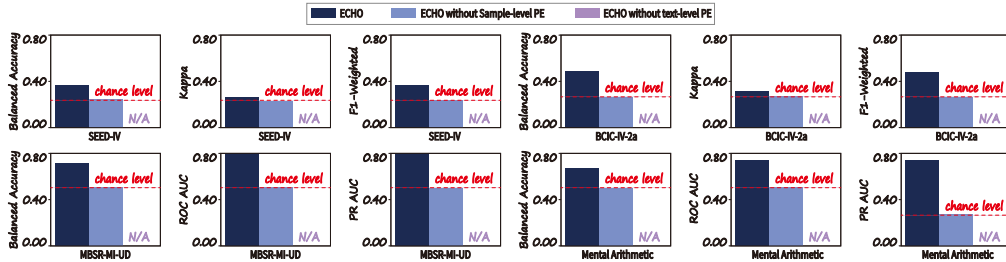 ECHO
ECHO without Sample-level PE
ECHO without text-level PE
Balanced Accuracy
0.80
0.40
0.00
chance level
N/A
SEED-IV
Kappa
0.80
0.40
0.00
chance level
N/A
SEED-IV
F1-Weighted
0.80
0.40
0.00
chance level
N/A
SEED-IV
Balanced Accuracy
0.80
0.40
0.00
chance level
N/A
BCIC-IV-2a
Kappa
0.80
0.40
0.00
chance level
N/A
BCIC-IV-2a
F1-Weighted
0.80
0.40
0.00
chance level
N/A
BCIC-IV-2a
Balanced Accuracy
0.80
0.40
0.00
chance level
N/A
MBSR-MI-UD
ROC AUC
0.80
0.40
0.00
chance level
N/A
MBSR-MI-UD
PR AUC
0.80
0.40
0.00
chance level
N/A
MBSR-MI-UD
Balanced Accuracy
0.80
0.40
0.00
chance level
N/A
Mental Arithmetic
ROC AUC
0.80
0.40
0.00
chance level
N/A
Mental Arithmetic
PR AUC
0.80
0.40
0.00
chance level
N/A
Mental Arithmetic